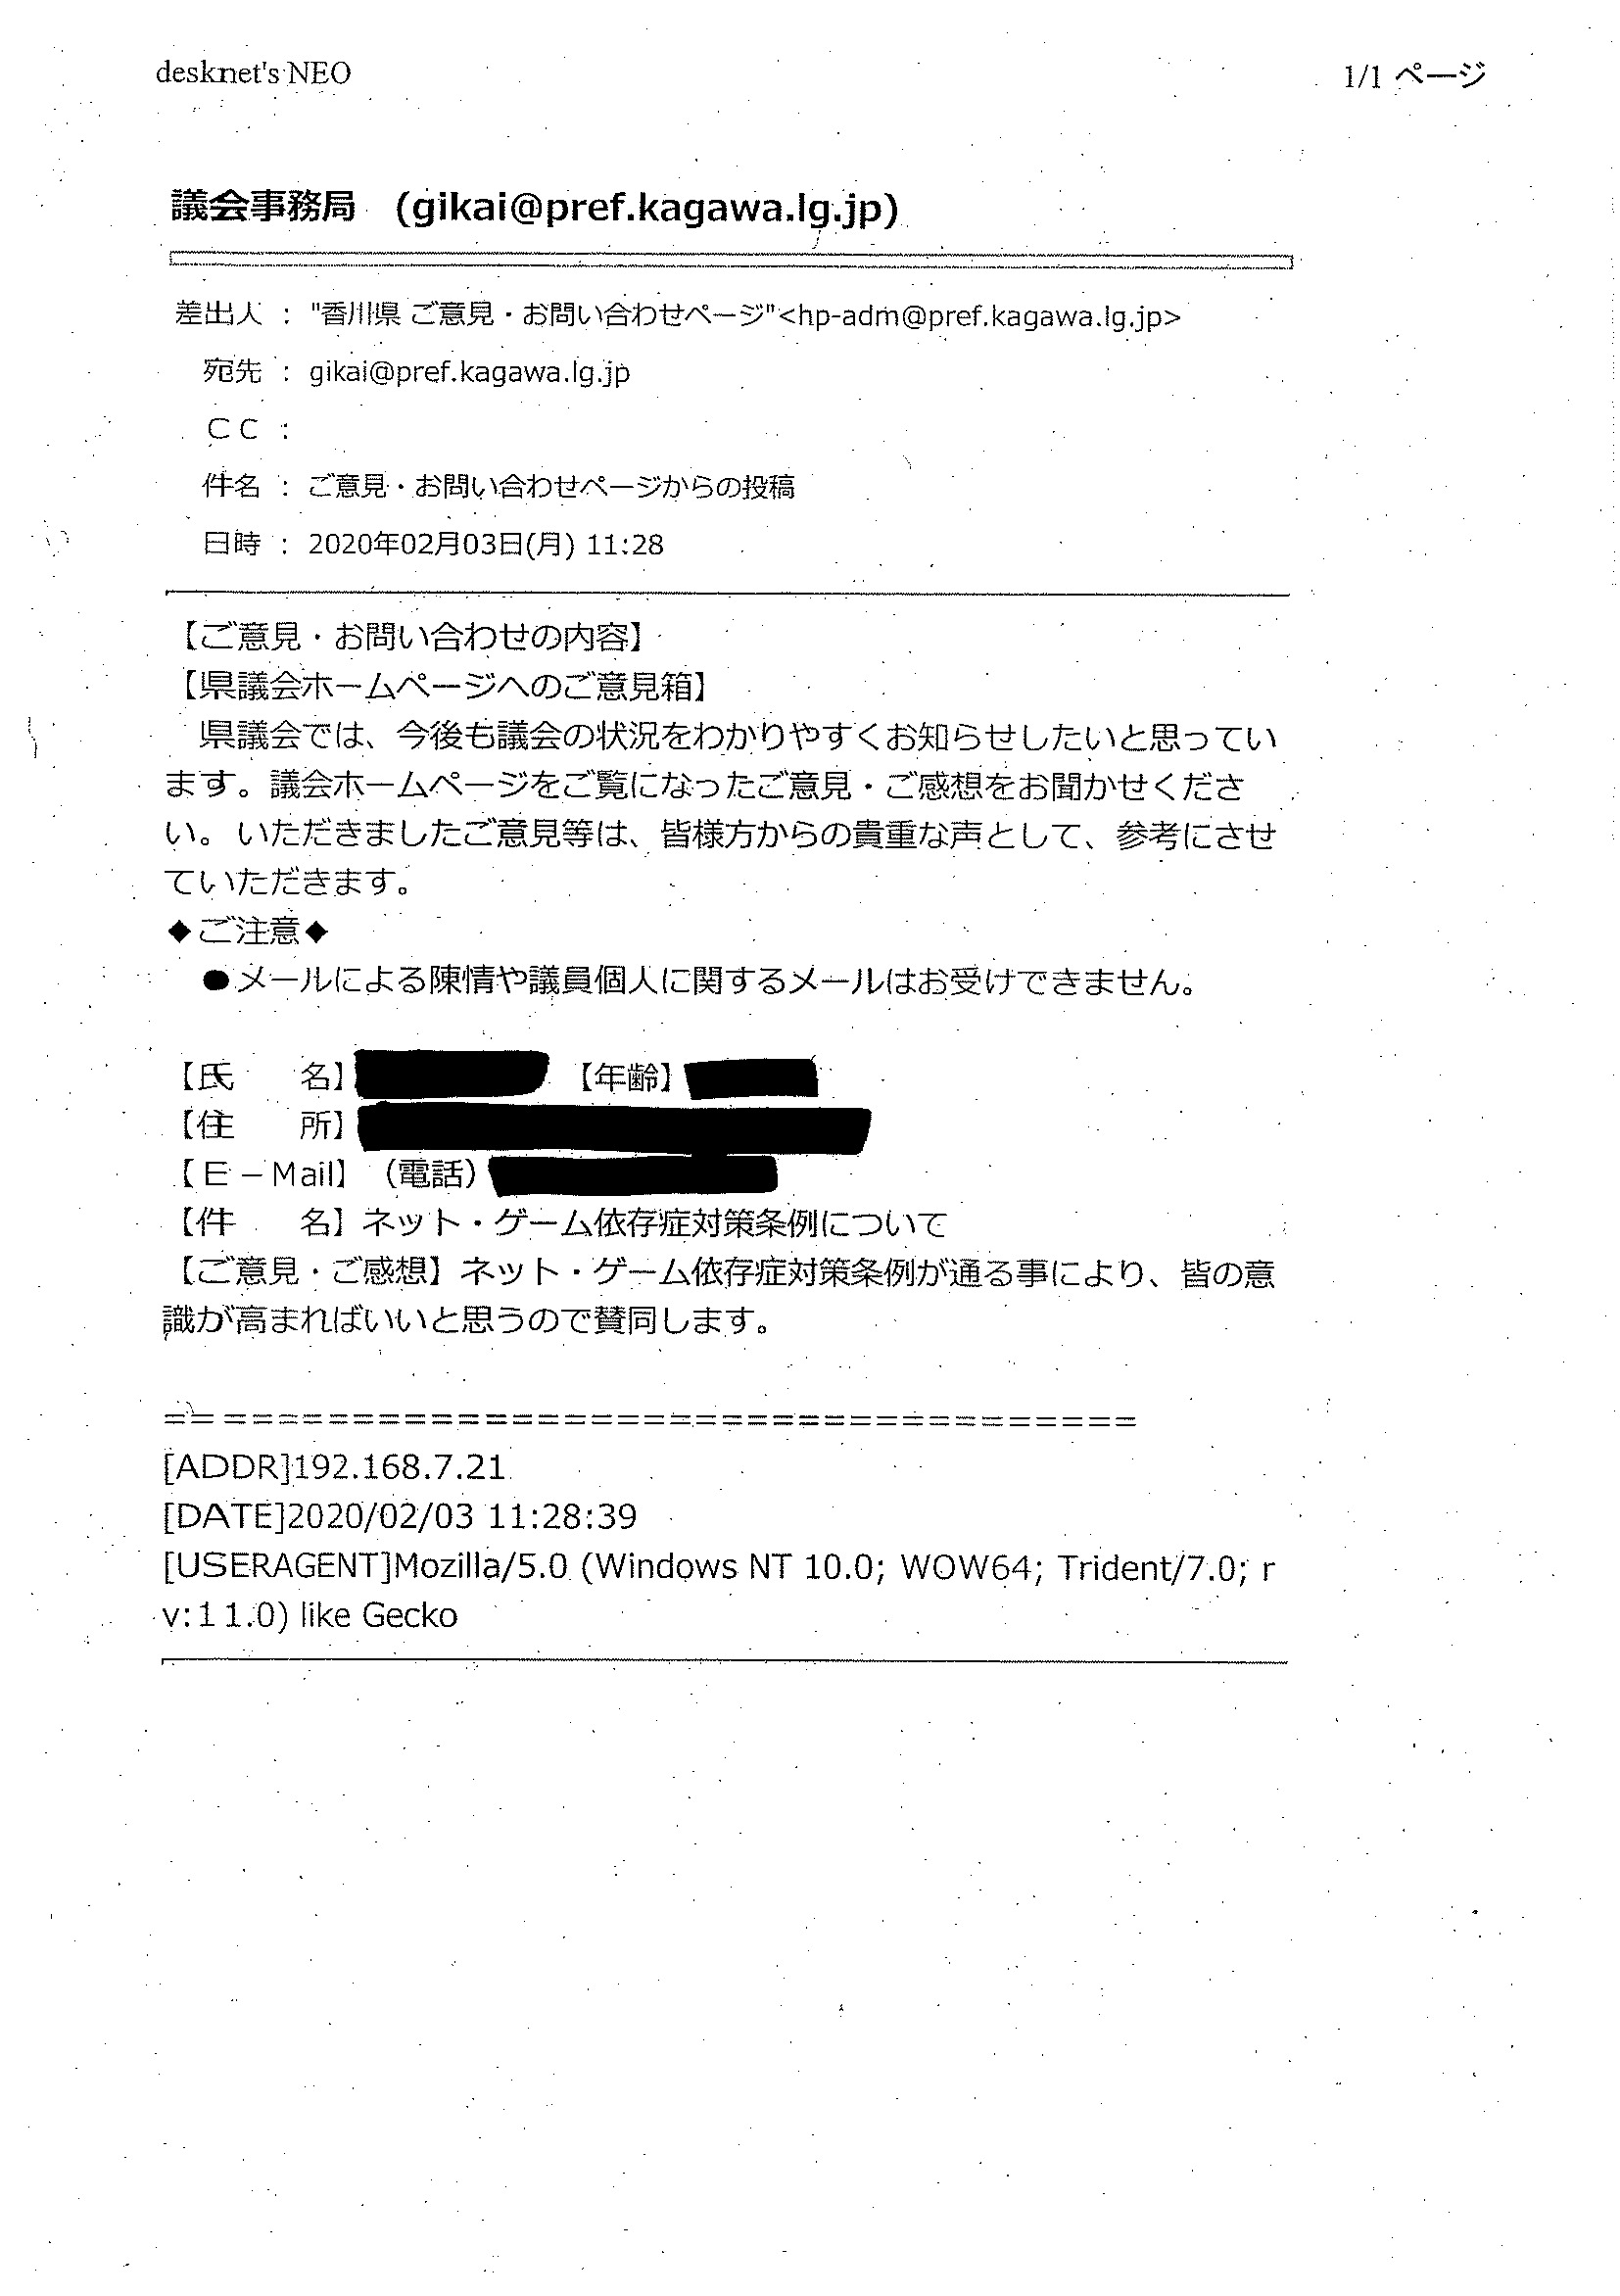 desknet's NEO
1/1 ページ
議会事務局 (gikai@pref.kagawa.lg.jp)
差出人 : "香川県 ご意見・お問い合わせページ"<hp-adm@pref.kagawa.lg.jp>
宛先 : gikai@pref.kagawa.lg.jp
ＣＣ :
件名 : ご意見・お問い合わせページからの投稿
日時 : 2020年02月03日(月) 11:28
【ご意見・お問い合わせの内容】
【県議会ホームページへのご意見箱】
　県議会では、今後も議会の状況をわかりやすくお知らせしたいと思ってい
ます。議会ホームページをご覧になったご意見・ご感想をお聞かせくださ
い。いただきましたご意見等は、皆様方からの貴重な声として、参考にさせ
ていただきます。
◆ご注意◆
　●メールによる陳情や議員個人に関するメールはお受けできません。
【氏　　名】　【年齢】
【住　　所】
【Ｅ－Mail】（電話）
【件　　名】ネット・ゲーム依存症対策条例について
【ご意見・ご感想】ネット・ゲーム依存症対策条例が通る事により、皆の意
識が高まればいいと思うので賛同します。
=====================================
[ADDR]192.168.7.21
[DATE]2020/02/03 11:28:39
[USERAGENT]Mozilla/5.0 (Windows NT 10.0; WOW64; Trident/7.0; r
v:11.0) like Gecko